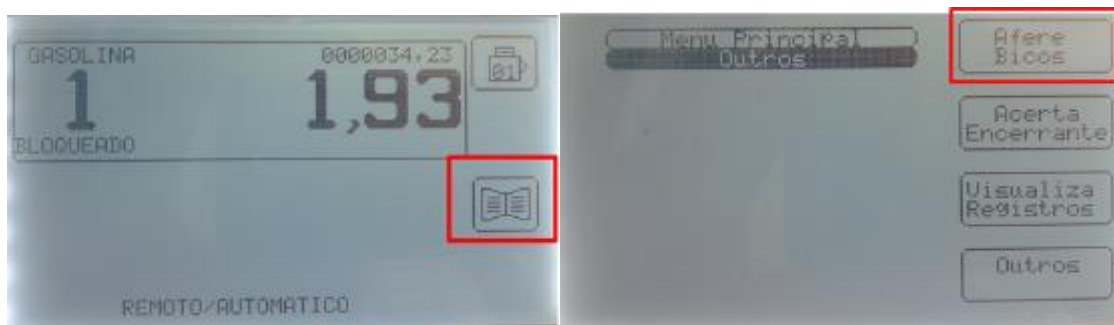 GASOLINA 0000034,23
01
1 1,93
BLOQUEADO
REMOTO/AUTOMATICO
Menu Principal
Outros
Afere
Bicos
Acerta
Encerrante
Visualiza
Registros
Outros